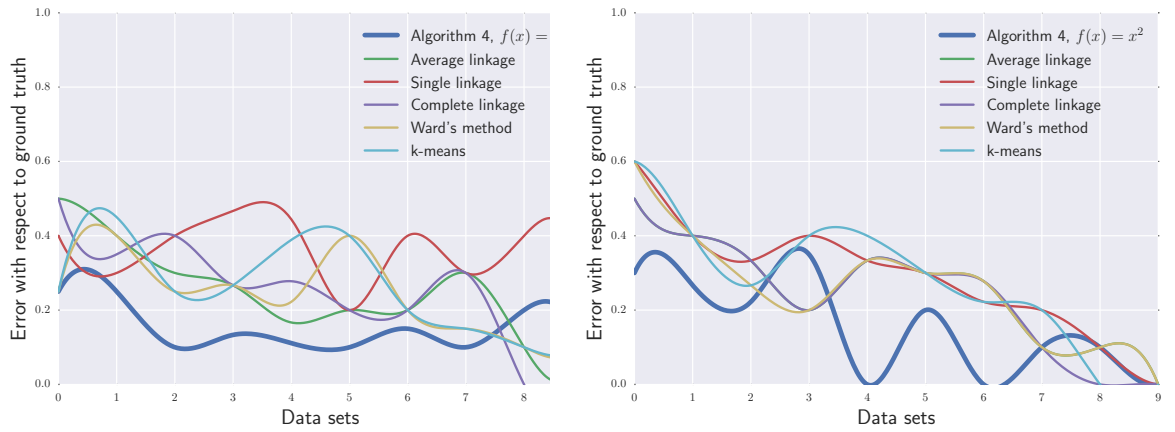 Error with respect to ground truth
1.0
0.8
0.6
0.4
0.2
0.0
Algorithm 4, f(x) =
Average linkage
Single linkage
Complete linkage
Ward's method
k-means
0 1 2 3 4 5 6 7 8
Data sets
Error with respect to ground truth
1.0
0.8
0.6
0.4
0.2
0.0
Algorithm 4, f(x) = x²
Average linkage
Single linkage
Complete linkage
Ward's method
k-means
0 1 2 3 4 5 6 7 8 9
Data sets